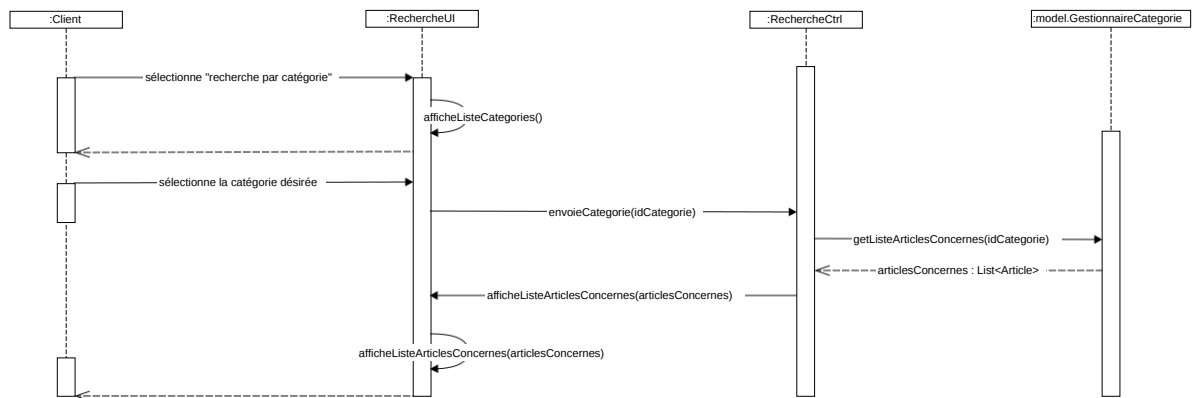 :Client
:RechercheUI
:RechercheCtrl
:model.GestionnaireCategorie
sélectionne "recherche par catégorie"
afficheListeCategories()
sélectionne la catégorie désirée
envoieCategorie(idCategorie)
getListeArticlesConcernes(idCategorie)
articlesConcernes : List<Article>
afficheListeArticlesConcernes(articlesConcernes)
afficheListeArticlesConcernes(articlesConcernes)